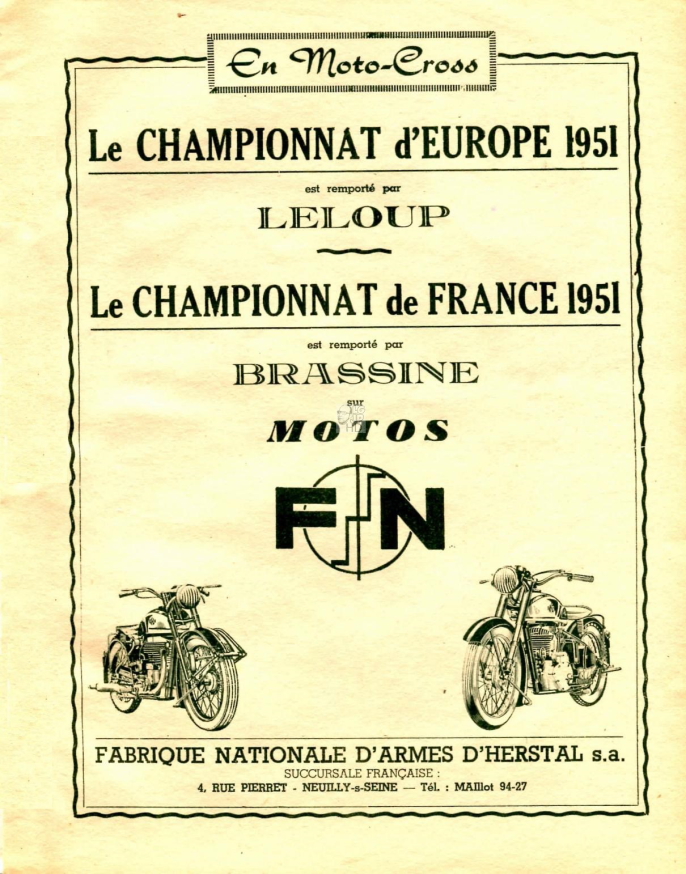 En Moto-Cross
Le CHAMPIONNAT d'EUROPE 1951
est remporté par
LELOUP
Le CHAMPIONNAT de FRANCE 1951
est remporté par
BRASSINE
sur
MOTOS
FN
FABRIQUE NATIONALE D'ARMES D'HERSTAL s.a.
SUCCURSALE FRANÇAISE :
4, RUE PIERRET - NEUILLY-s-SEINE — Tél. : MAIllot 94-27